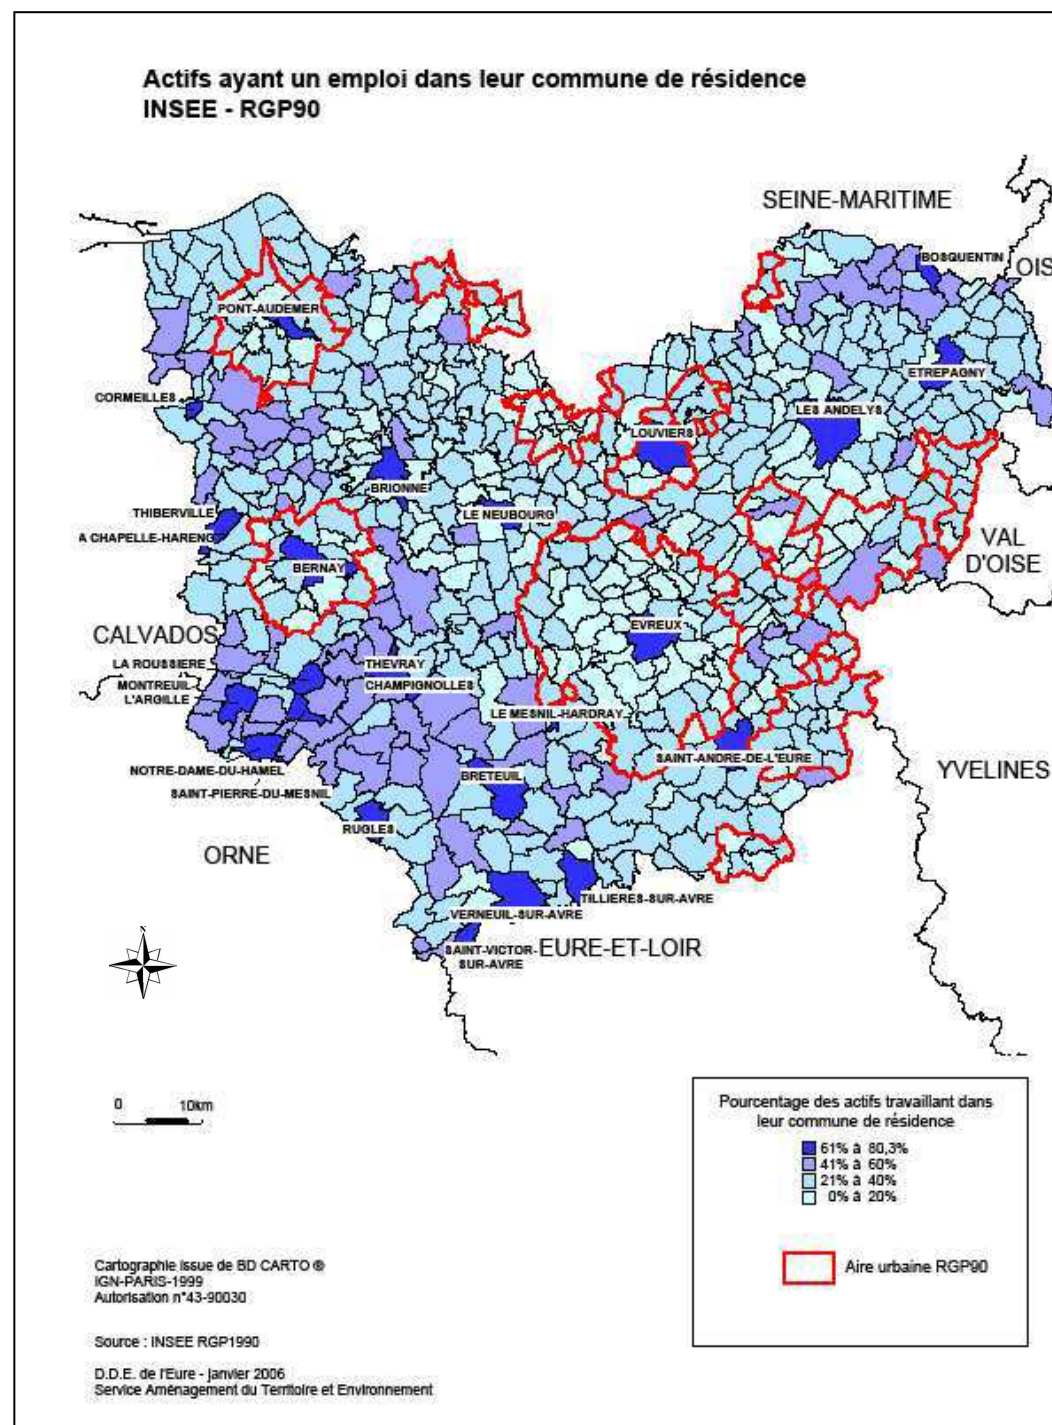 Actifs ayant un emploi dans leur commune de résidence
INSEE - RGP90
SEINE-MARITIME
BOSQUENTIN
OIS
PONT-AUDEMER
ETREPAGNY
CORMEILLES
LES ANDELYS
LOUVIERS
BRIONNE
THIBERVILLE
LE NEUBOURG
A CHAPELLE-HARENG
VAL
D'OISE
BERNAY
EVREUX
CALVADOS
LA ROUSSIERE
THEVRAY
MONTREUIL-
L'ARGILLE
CHAMPIGNOLLES
LE MESNIL-HARDRAY
SAINT-ANDRE-DE-L'EURE
NOTRE-DAME-DU-HAMEL
BRETEUIL
YVELINES
SAINT-PIERRE-DU-MESNIL
RUGLES
ORNE
TILLIERES-SUR-AVRE
VERNEUIL-SUR-AVRE
SAINT-VICTOR-
SUR-AVRE
EURE-ET-LOIR
N
0 10km
Pourcentage des actifs travaillant dans
leur commune de résidence
61% à 80,3%
41% à 60%
21% à 40%
0% à 20%
Aire urbaine RGP90
Cartographie issue de BD CARTO ®
IGN-PARIS-1999
Autorisation n°43-90030
Source : INSEE RGP1990
D.D.E. de l'Eure - janvier 2006
Service Aménagement du Territoire et Environnement